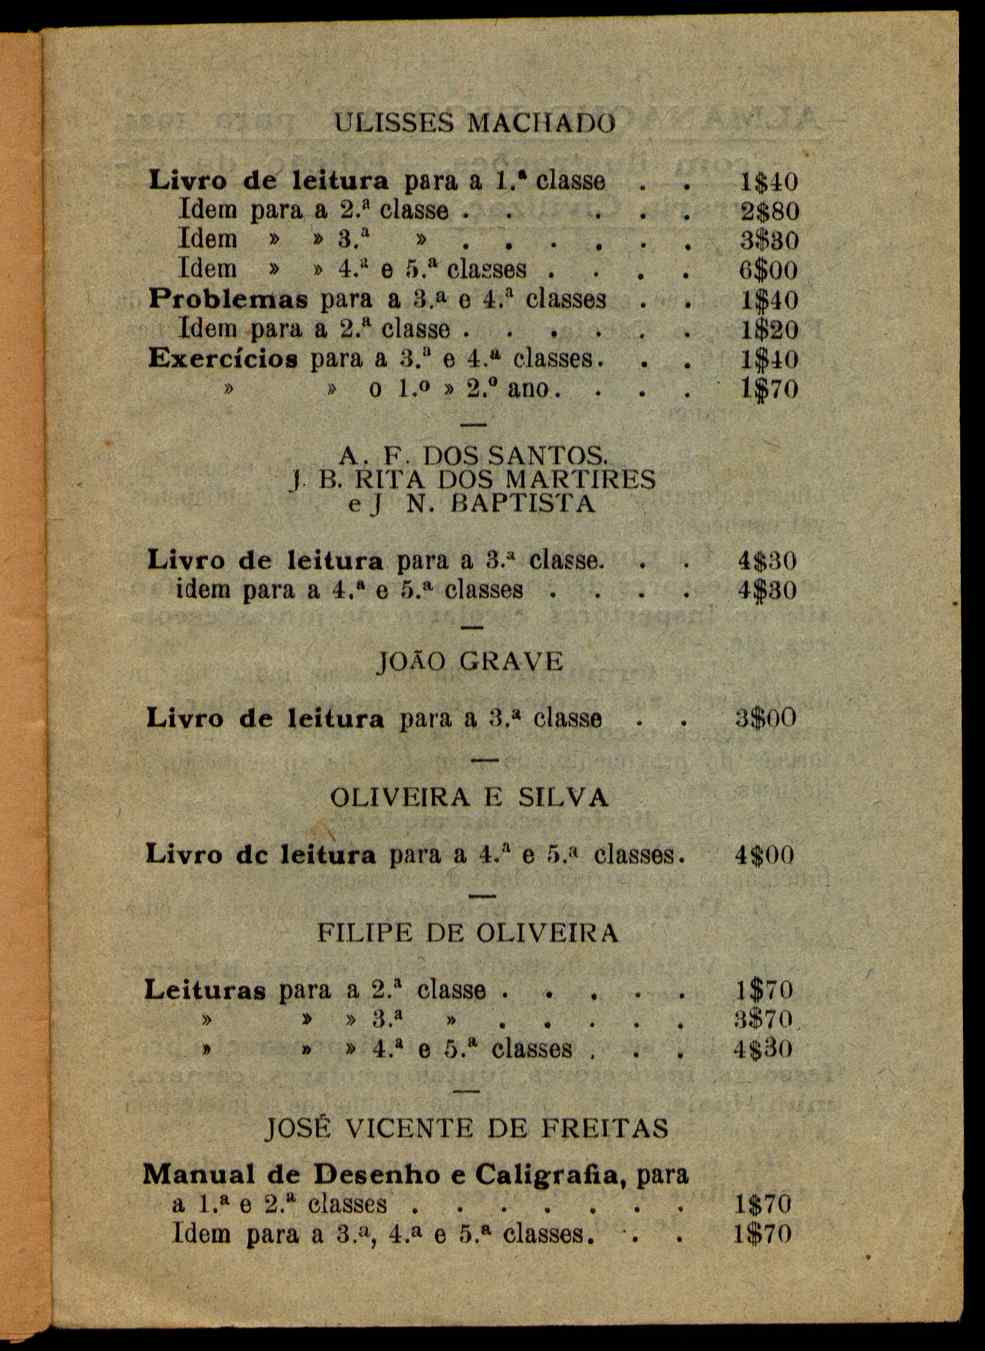 ULISSES MACHADO
Livro de leitura para a 1.ª classe . . 1$40
Idem para a 2.ª classe . . . . . 2$80
Idem » » 3.ª » . . . . . . 3$30
Idem » » 4.ª e 5.ª classes . . . . 6$00
Problemas para a 3.ª e 4.ª classes . . 1$40
Idem para a 2.ª classe . . . . . . 1$20
Exercícios para a 3.ª e 4.ª classes. . . 1$40
» » o 1.º » 2.º ano. . . . 1$70
—
A. F. DOS SANTOS.
J. B. RITA DOS MARTIRES
e J N. BAPTISTA
Livro de leitura para a 3.ª classe. . . 4$30
idem para a 4.ª e 5.ª classes . . . . 4$30
—
JOÃO GRAVE
Livro de leitura para a 3.ª classe . . 3$00
—
OLIVEIRA E SILVA
Livro de leitura para a 4.ª e 5.ª classes. 4$00
—
FILIPE DE OLIVEIRA
Leituras para a 2.ª classe . . . . . 1$70
» » » 3.ª » . . . . . 3$70
» » » 4.ª e 5.ª classes . . . 4$30
—
JOSÉ VICENTE DE FREITAS
Manual de Desenho e Caligrafia, para
a 1.ª e 2.ª classes . . . . . . . 1$70
Idem para a 3.ª, 4.ª e 5.ª classes. . . 1$70